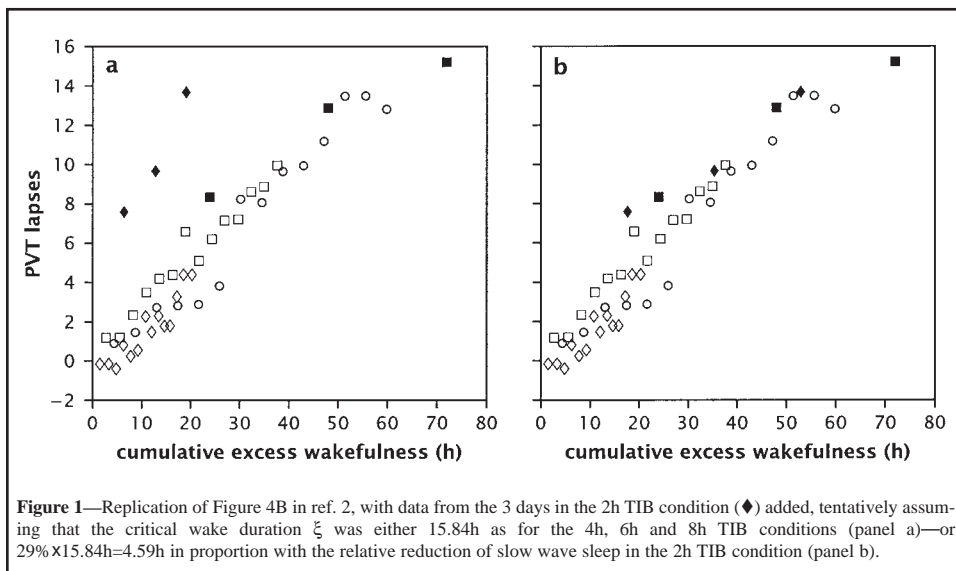 a
b
PVT lapses
16
14
12
10
8
6
4
2
0
−2
0 10 20 30 40 50 60 70 80
0 10 20 30 40 50 60 70 80
cumulative excess wakefulness (h)
cumulative excess wakefulness (h)
Figure 1—Replication of Figure 4B in ref. 2, with data from the 3 days in the 2h TIB condition (◆) added, tentatively assum-
ing that the critical wake duration ξ was either 15.84h as for the 4h, 6h and 8h TIB conditions (panel a)—or
29%×15.84h=4.59h in proportion with the relative reduction of slow wave sleep in the 2h TIB condition (panel b).